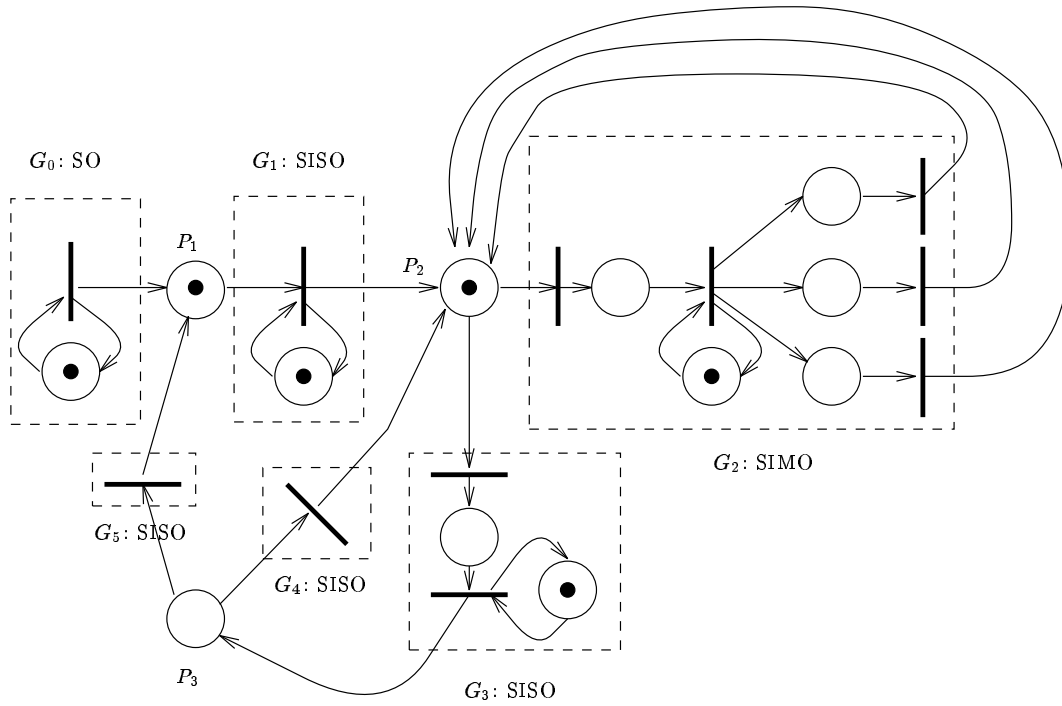 G₀: SO
G₁: SISO
P₁
P₂
G₂: SIMO
G₅: SISO
G₄: SISO
P₃
G₃: SISO